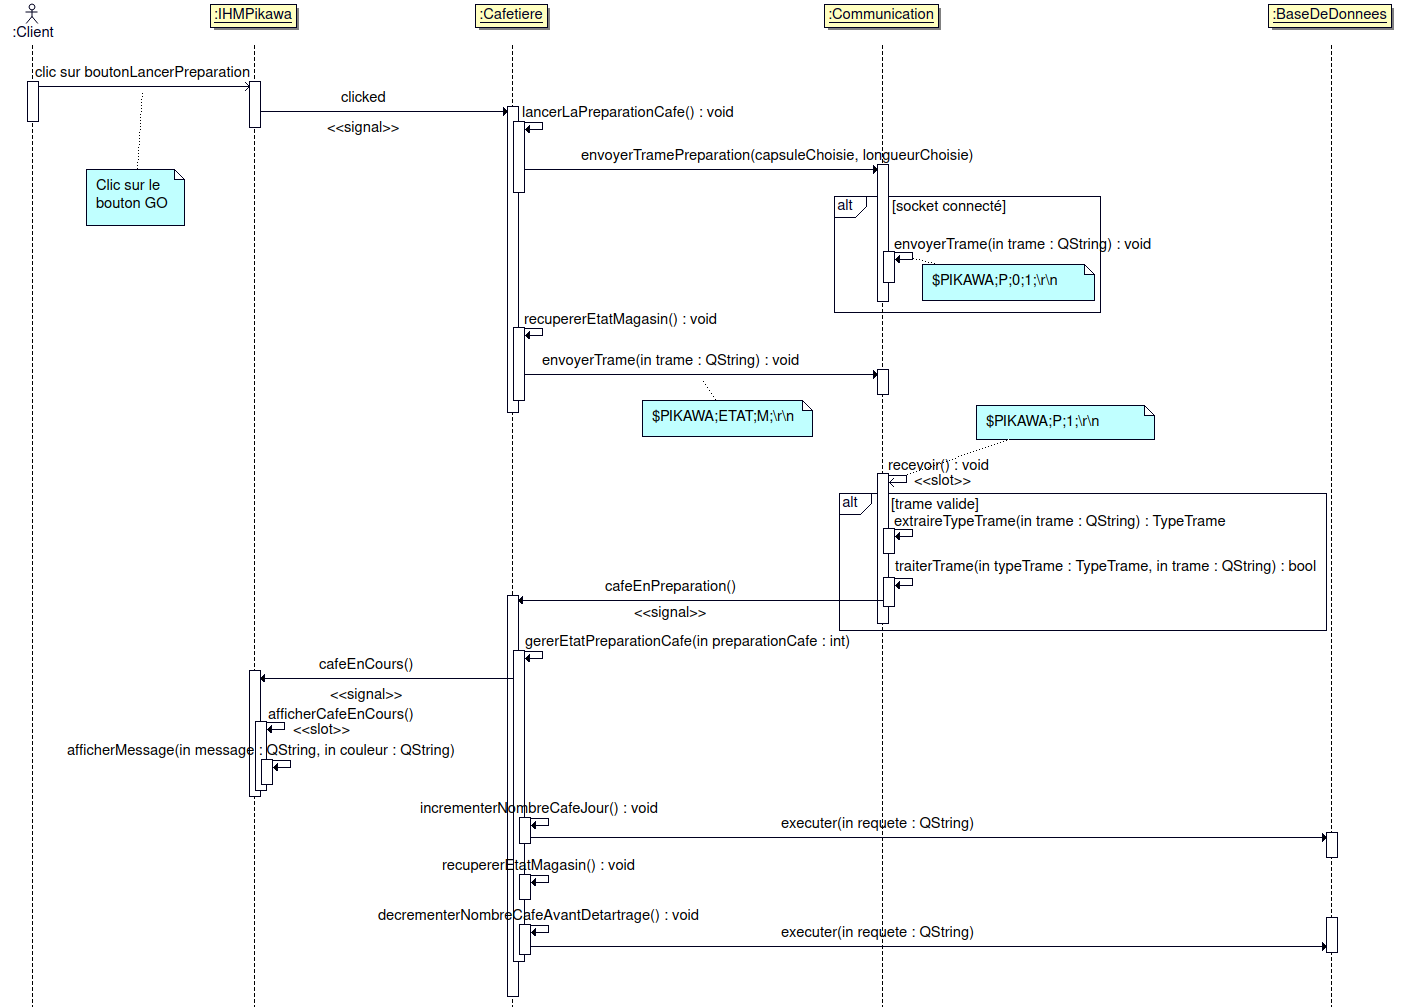 :Client
:IHMPikawa
:Cafetiere
:Communication
:BaseDeDonnees
clic sur boutonLancerPreparation
clicked
<<signal>>
lancerLaPreparationCafe() : void
envoyerTramePreparation(capsuleChoisie, longueurChoisie)
Clic sur le
bouton GO
alt
[socket connecté]
envoyerTrame(in trame : QString) : void
$PIKAWA;P;0;1;\r\n
recupererEtatMagasin() : void
envoyerTrame(in trame : QString) : void
$PIKAWA;ETAT;M;\r\n
$PIKAWA;P;1;\r\n
recevoir() : void
<<slot>>
alt
[trame valide]
extraireTypeTrame(in trame : QString) : TypeTrame
traiterTrame(in typeTrame : TypeTrame, in trame : QString) : bool
cafeEnPreparation()
<<signal>>
gererEtatPreparationCafe(in preparationCafe : int)
cafeEnCours()
<<signal>>
afficherCafeEnCours()
<<slot>>
afficherMessage(in message : QString, in couleur : QString)
incrementerNombreCafeJour() : void
executer(in requete : QString)
recupererEtatMagasin() : void
decrementerNombreCafeAvantDetartrage() : void
executer(in requete : QString)